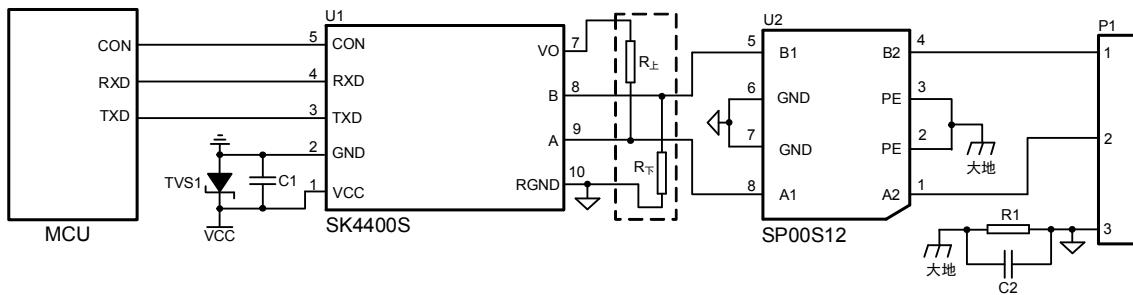 U1
U2
P1
MCU
CON
RXD
TXD
5
4
3
2
1
CON
RXD
TXD
GND
VCC
VO
B
A
RGND
7
8
9
10
SK4400S
TVS1
C1
VCC
R上
R下
5
6
7
8
B1
GND
GND
A1
B2
PE
PE
A2
4
3
2
1
SP00S12
大地
1
2
3
R1
C2
大地